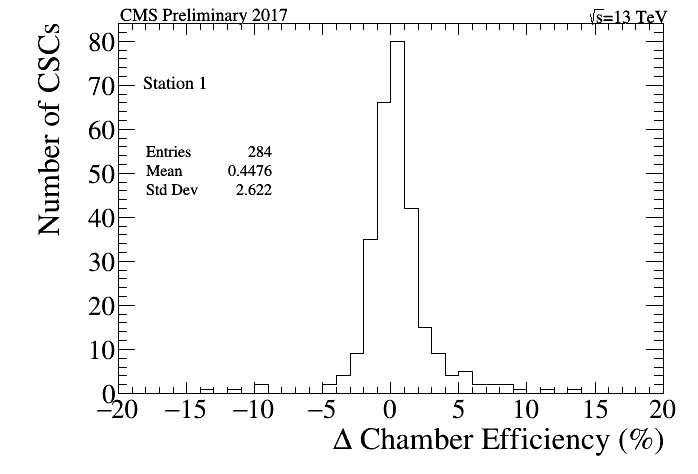 CMS Preliminary 2017
√s=13 TeV
Number of CSCs
80
70
60
50
40
30
20
10
0
Station 1
Entries 284
Mean 0.4476
Std Dev 2.622
−20 −15 −10 −5 0 5 10 15 20
Δ Chamber Efficiency (%)